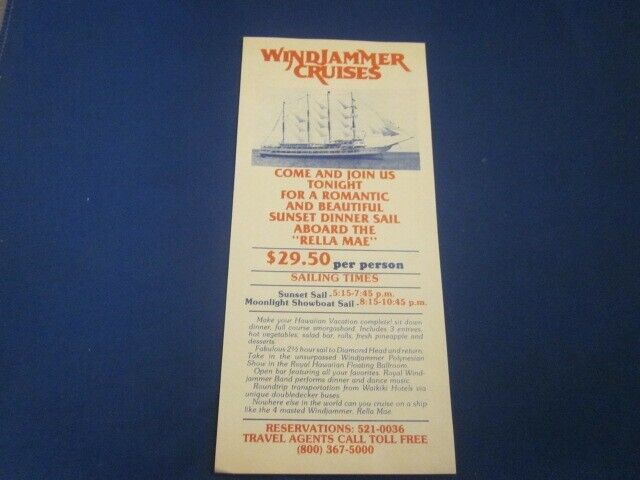 WINDJAMMER
CRUISES
COME AND JOIN US
TONIGHT
FOR A ROMANTIC
AND BEAUTIFUL
SUNSET DINNER SAIL
ABOARD THE
"RELLA MAE"
$29.50 per person
SAILING TIMES
Sunset Sail - 5:15-7:45 p.m.
Moonlight Showboat Sail - 8:15-10:45 p.m.
Make your Hawaiian Vacation complete! sit down
dinner, full course smorgasbord. Includes 3 entrees,
hot vegetables, salad bar, rolls, fresh pineapple and
desserts.
Fabulous 2½ hour sail to Diamond Head and return.
Take in the unsurpassed Windjammer Polynesian
Show in the Royal Hawaiian Floating Ballroom.
Open bar featuring all your favorites. Royal Wind-
jammer Band performs dinner and dance music.
Roundtrip transportation from Waikiki Hotels via
unique doubledecker buses
Nowhere else in the world can you cruise on a ship
like the 4 masted Windjammer, Rella Mae.
RESERVATIONS: 521-0036
TRAVEL AGENTS CALL TOLL FREE
(800) 367-5000